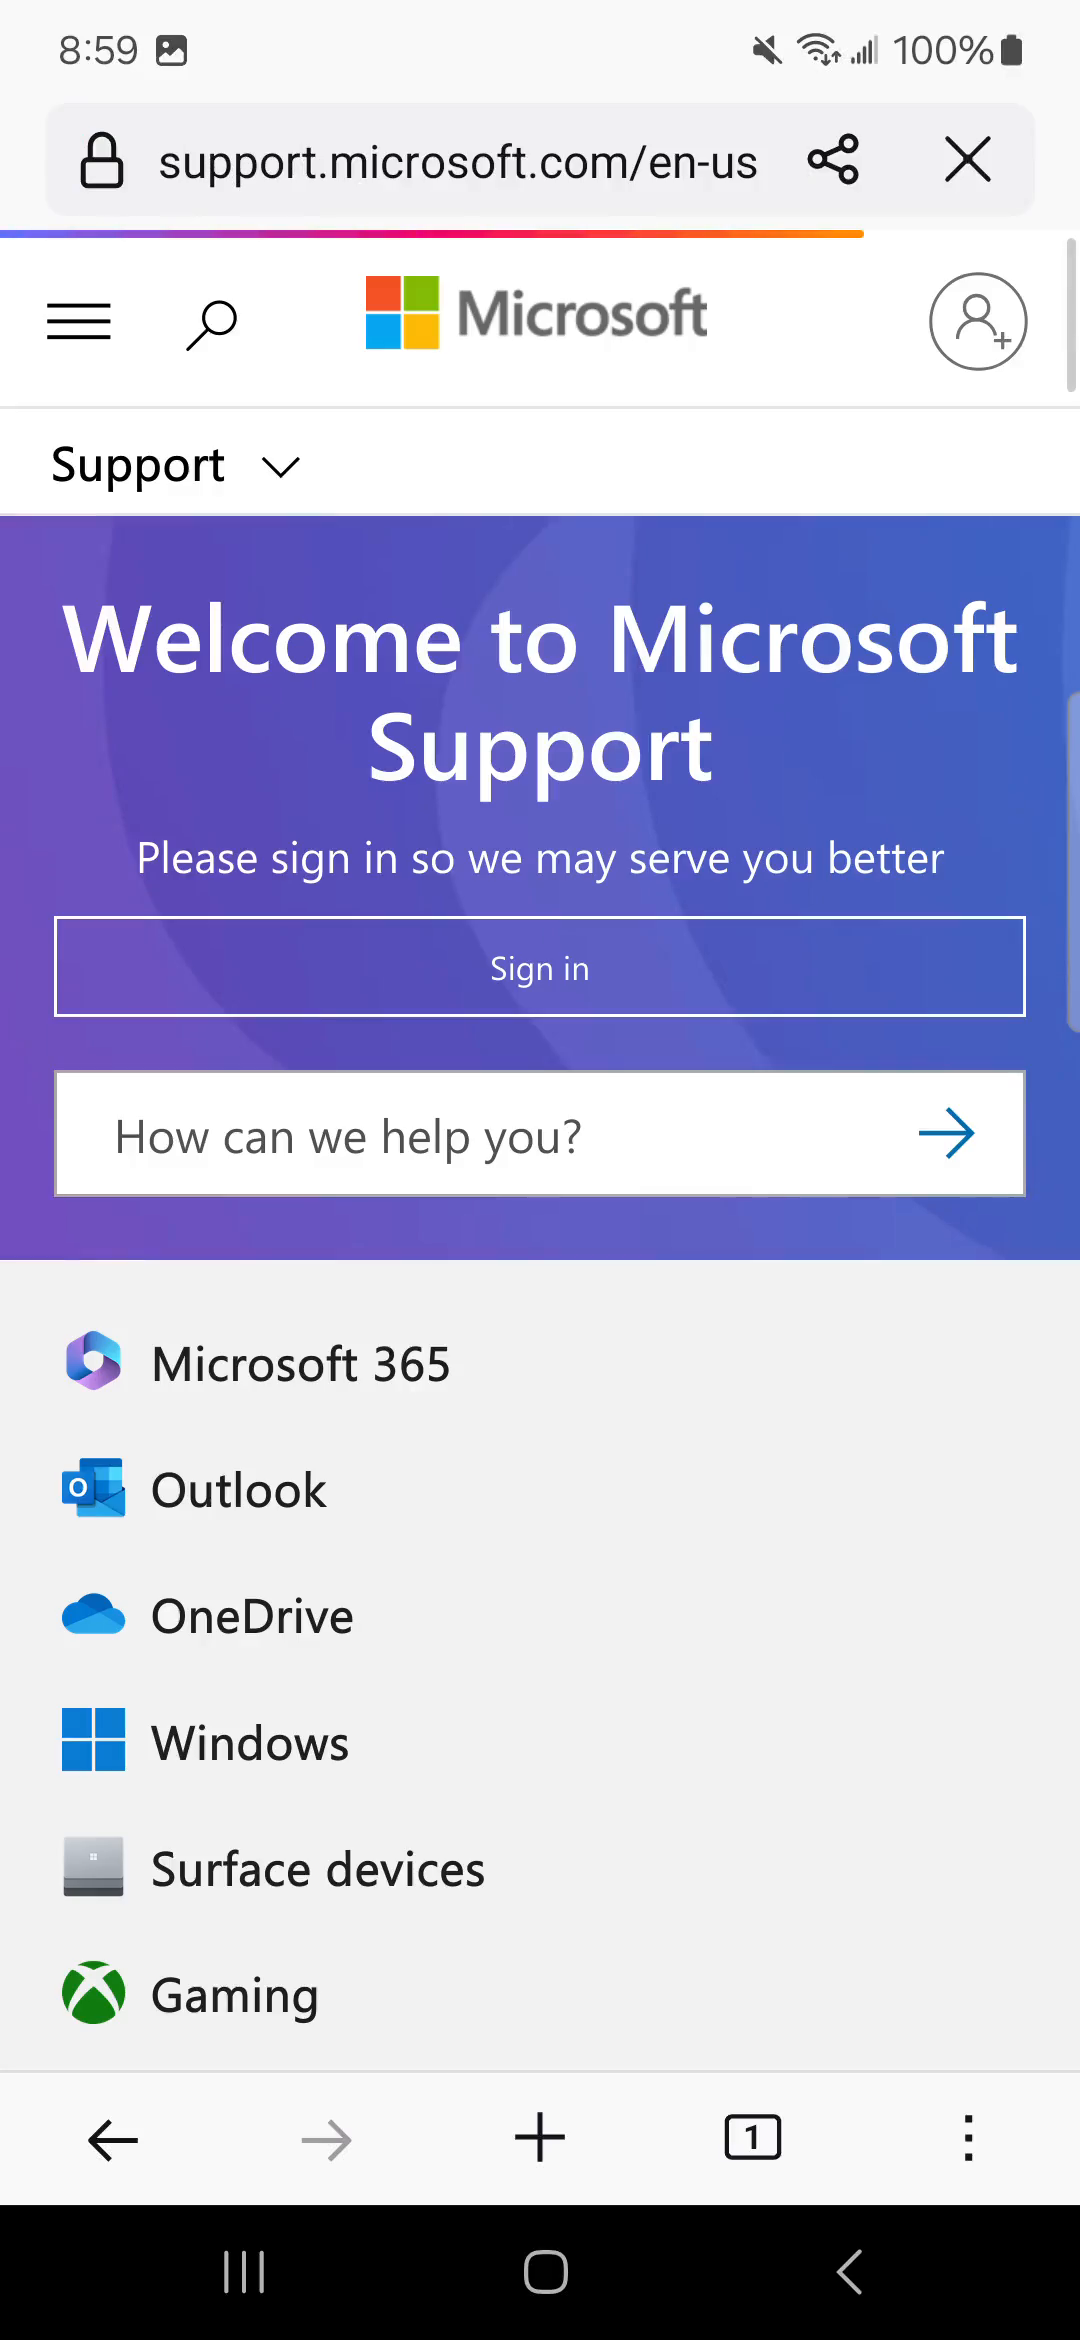 8:59
100%
support.microsoft.com/en-us
Microsoft
Support
Welcome to Microsoft
Support
Please sign in so we may serve you better
Sign in
How can we help you?
Microsoft 365
Outlook
OneDrive
Windows
Surface devices
Gaming
1